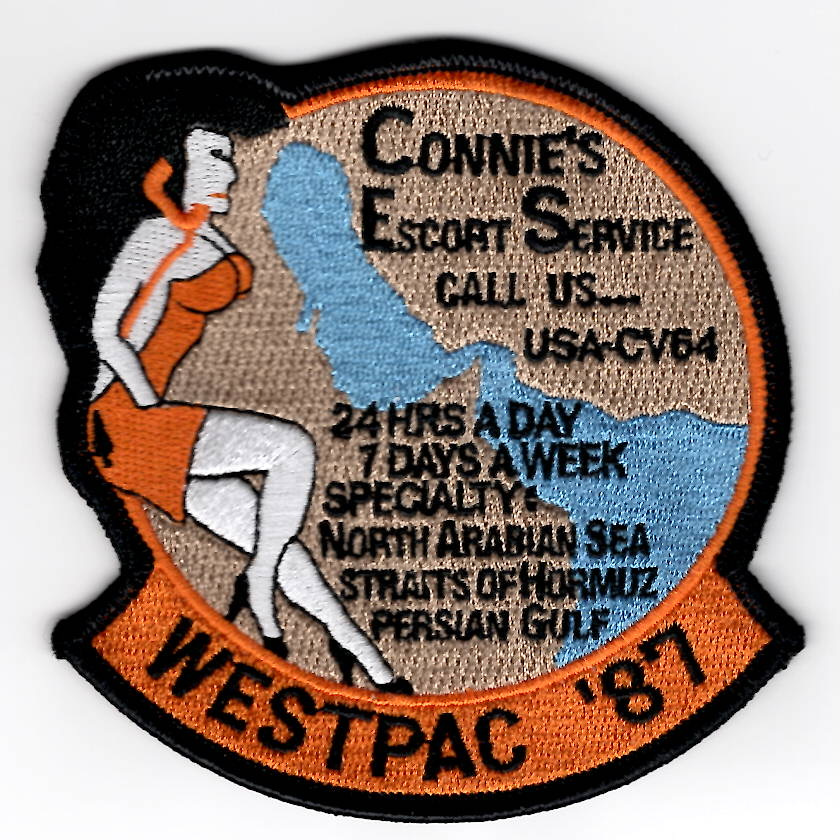 CONNIE'S
ESCORT SERVICE
CALL US....
USA-CV64
24 HRS A DAY
7 DAYS A WEEK
SPECIALTY:
NORTH ARABIAN SEA
STRAITS OF HORMUZ
PERSIAN GULF
WESTPAC '87